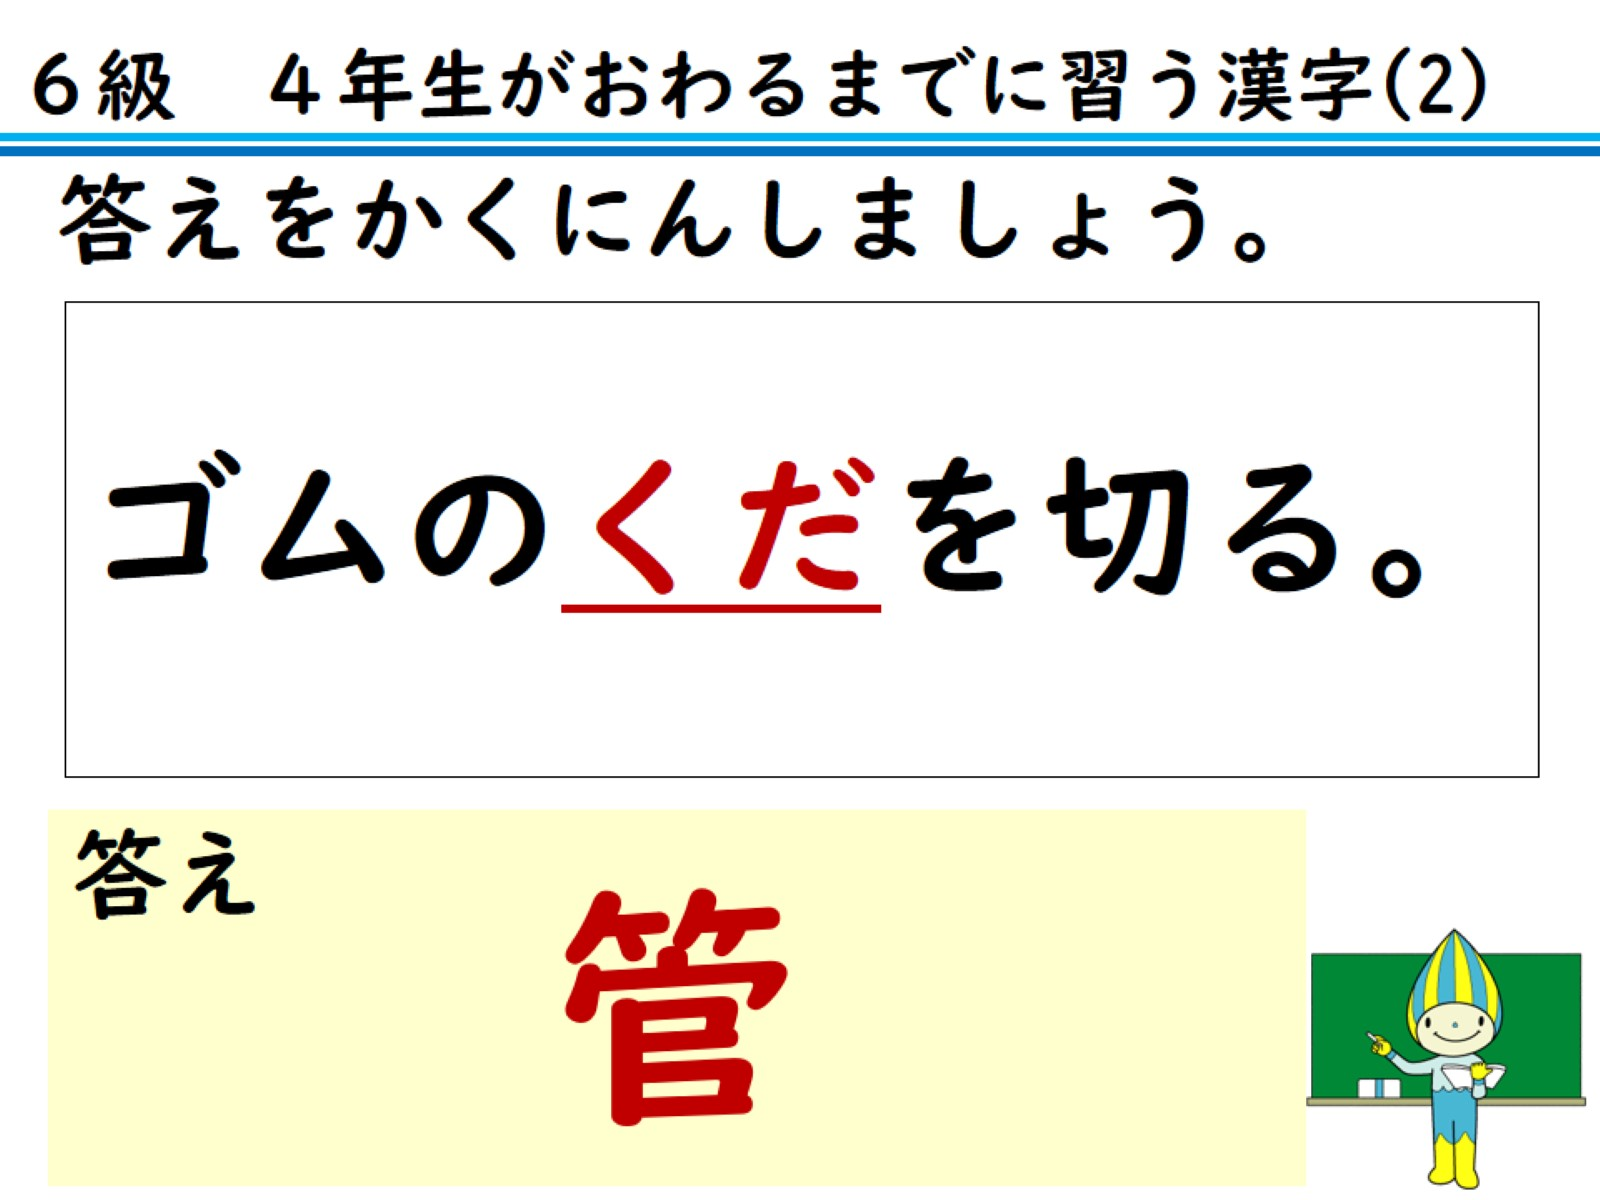 ６級　４年生がおわるまでに習う漢字(2)
答えをかくにんしましょう。
ゴムのくだを切る。
答え
管